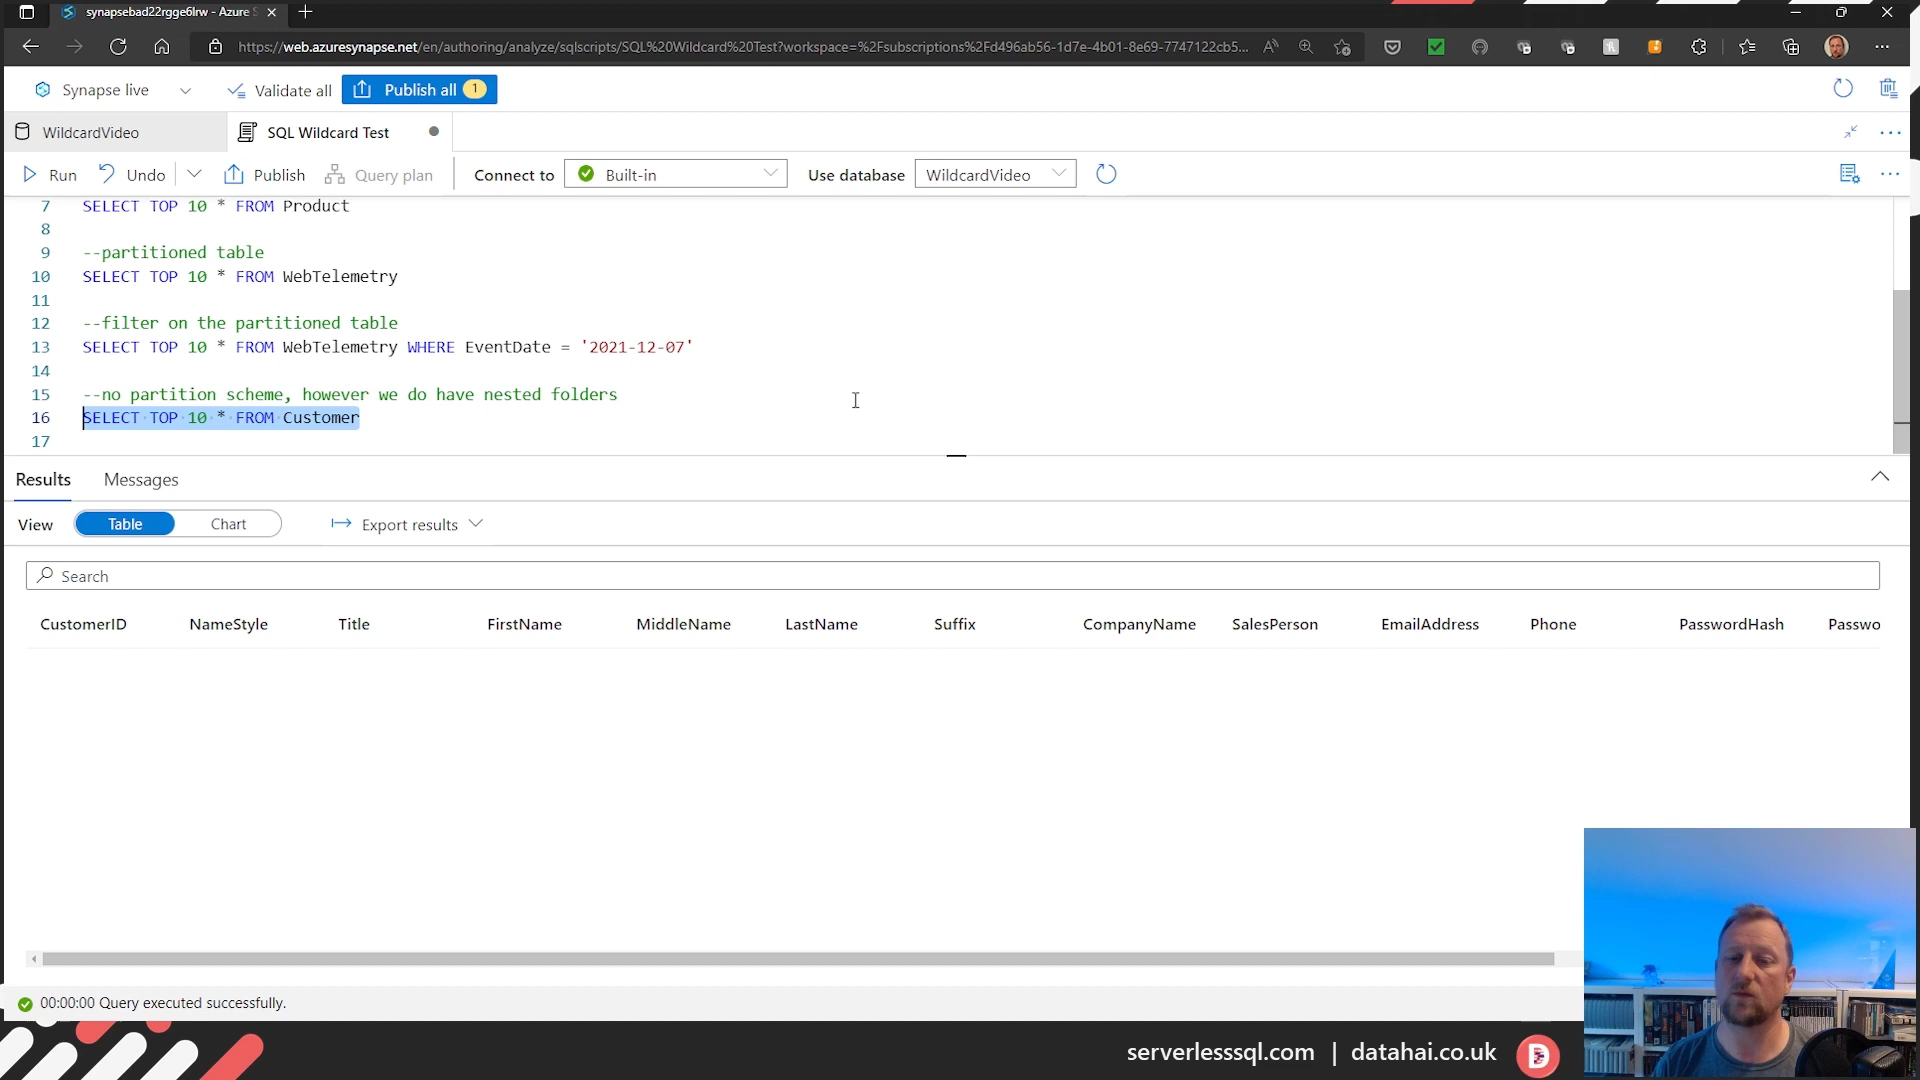 synapsebad22rgge6lrw - Azure S
https://web.azuresynapse.net/en/authoring/analyze/sqlscripts/SQL%20Wildcard%20Test?workspace=%2Fsubscriptions%2Fd496ab56-1d7e-4b01-8e69-7747122cb5...
Synapse live
Validate all
Publish all 1
WildcardVideo
SQL Wildcard Test
Run
Undo
Publish
Query plan
Connect to
Built-in
Use database
WildcardVideo
7 SELECT TOP 10 * FROM Product
8
9 --partitioned table
10 SELECT TOP 10 * FROM WebTelemetry
11
12 --filter on the partitioned table
13 SELECT TOP 10 * FROM WebTelemetry WHERE EventDate = '2021-12-07'
14
15 --no partition scheme, however we do have nested folders
16 SELECT TOP 10 * FROM Customer
17
Results Messages
View Table Chart Export results
Search
CustomerID NameStyle Title FirstName MiddleName LastName Suffix CompanyName SalesPerson EmailAddress Phone PasswordHash Passwo
00:00:00 Query executed successfully.
serverlesssql.com | datahai.co.uk
D